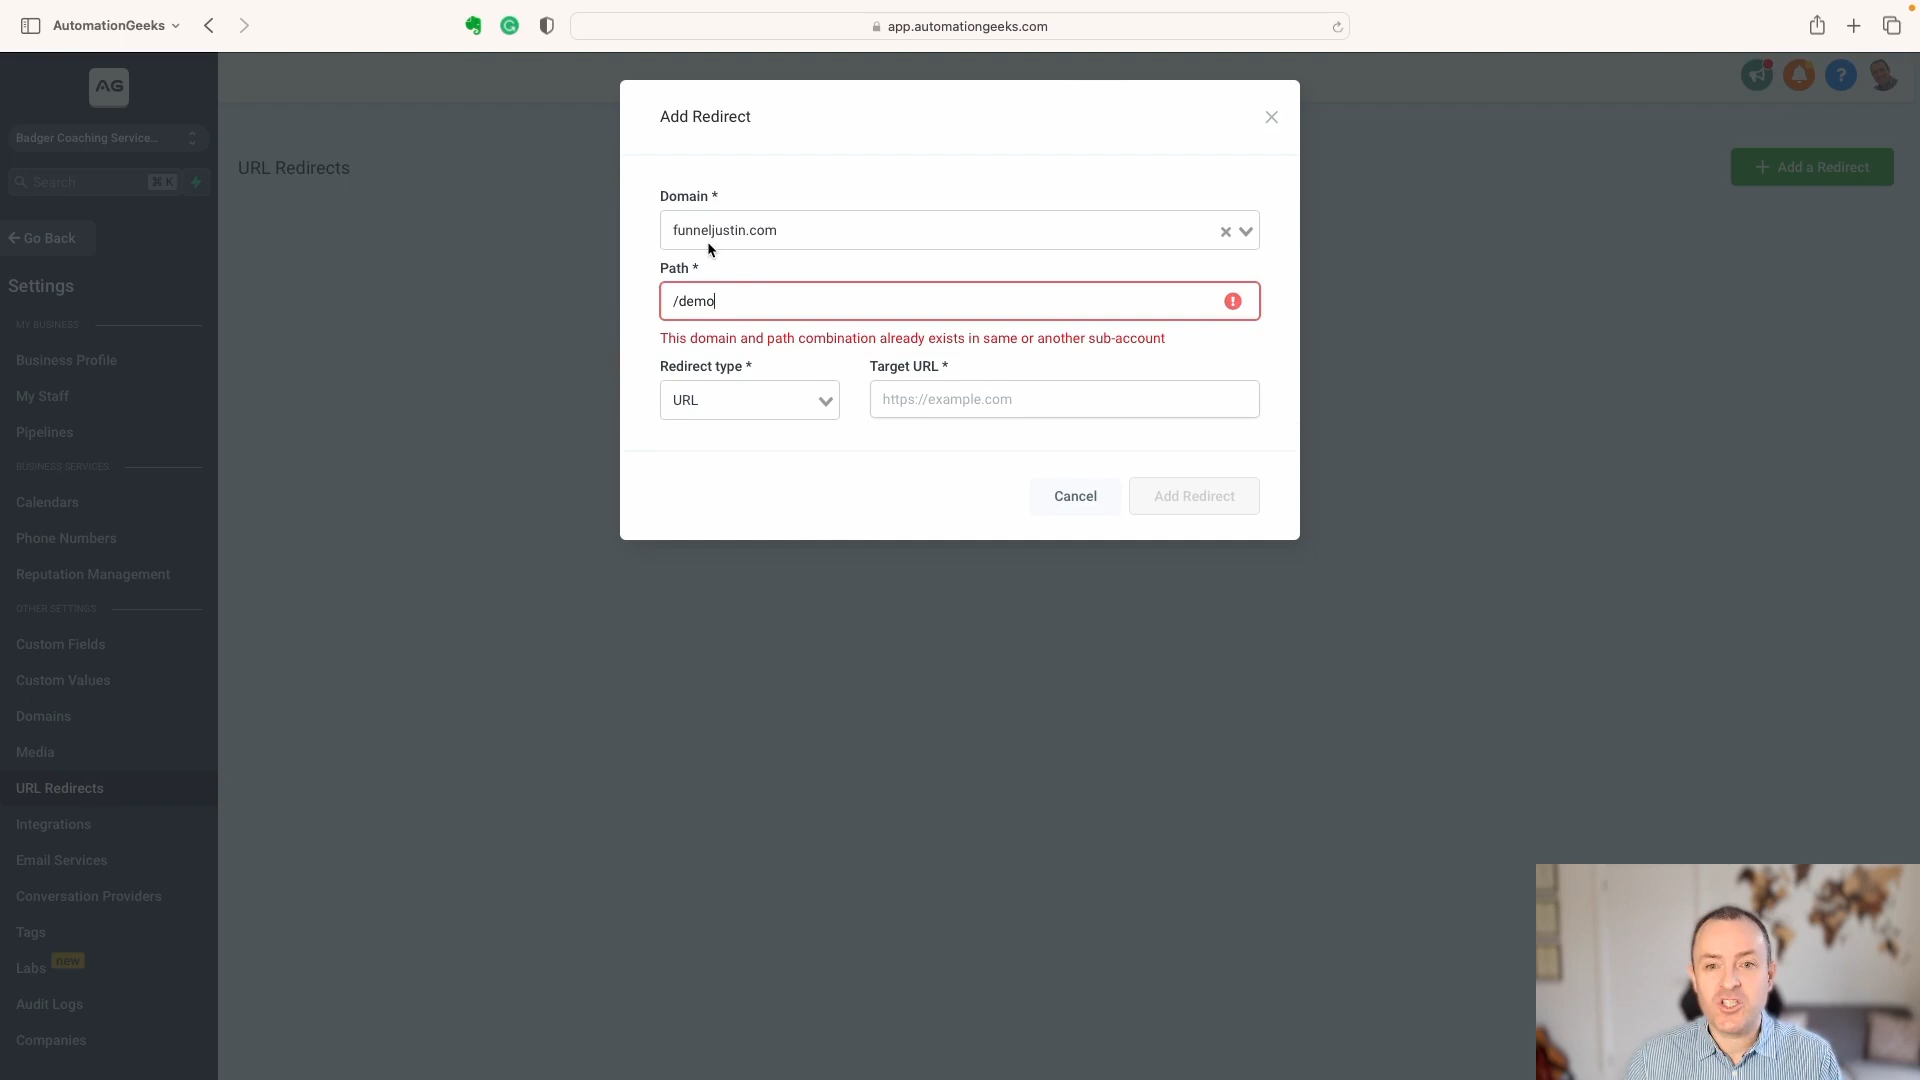 AutomationGeeks
app.automationgeeks.com
AG
Badger Coaching Service...
Search
⌘ K
Go Back
Settings
MY BUSINESS
Business Profile
My Staff
Pipelines
BUSINESS SERVICES
Calendars
Phone Numbers
Reputation Management
OTHER SETTINGS
Custom Fields
Custom Values
Domains
Media
URL Redirects
Integrations
Email Services
Conversation Providers
Tags
Labs new
Audit Logs
Companies
URL Redirects
+ Add a Redirect
Add Redirect
Domain *
funneljustin.com
Path *
/demo
This domain and path combination already exists in same or another sub-account
Redirect type *
URL
Target URL *
https://example.com
Cancel
Add Redirect